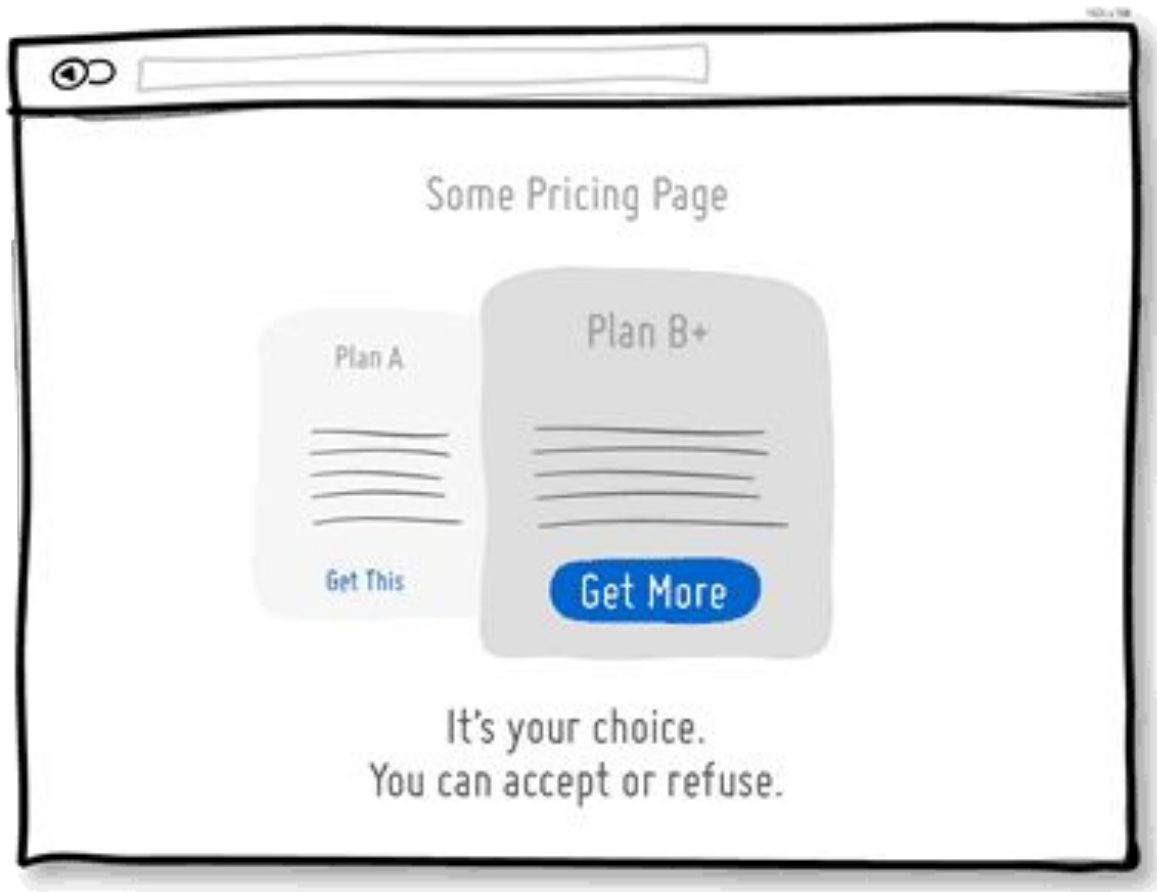 Some Pricing Page
Plan A
Get This
Plan B+
Get More
It's your choice.
You can accept or refuse.